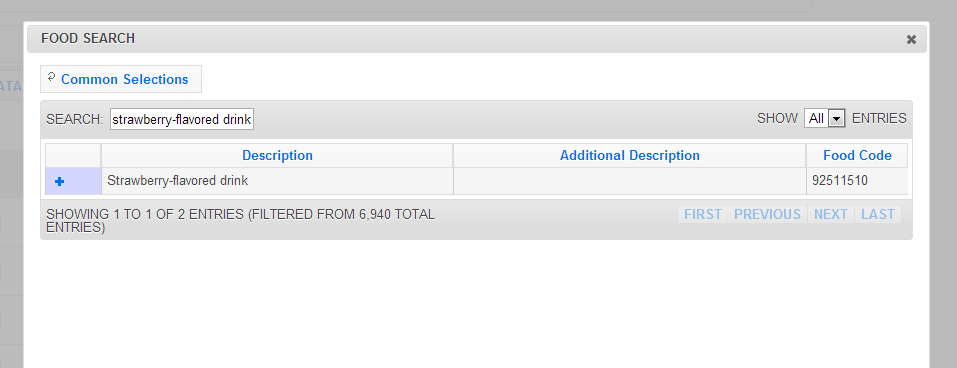 FOOD SEARCH
ATA
Common Selections
SEARCH: strawberry-flavored drink SHOW All ENTRIES
Description Additional Description Food Code
Strawberry-flavored drink 92511510
SHOWING 1 TO 1 OF 2 ENTRIES (FILTERED FROM 6,940 TOTAL
ENTRIES)
FIRST PREVIOUS NEXT LAST